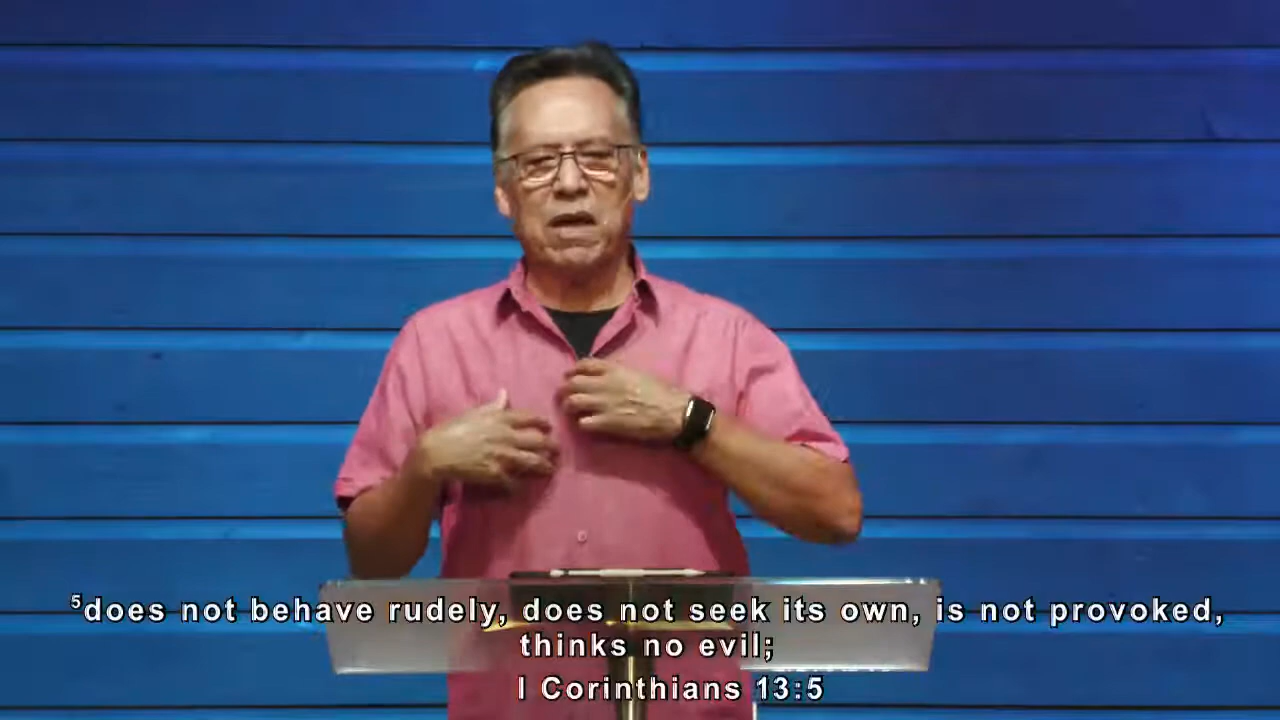 ⁵does not behave rudely, does not seek its own, is not provoked,
thinks no evil;
I Corinthians 13:5